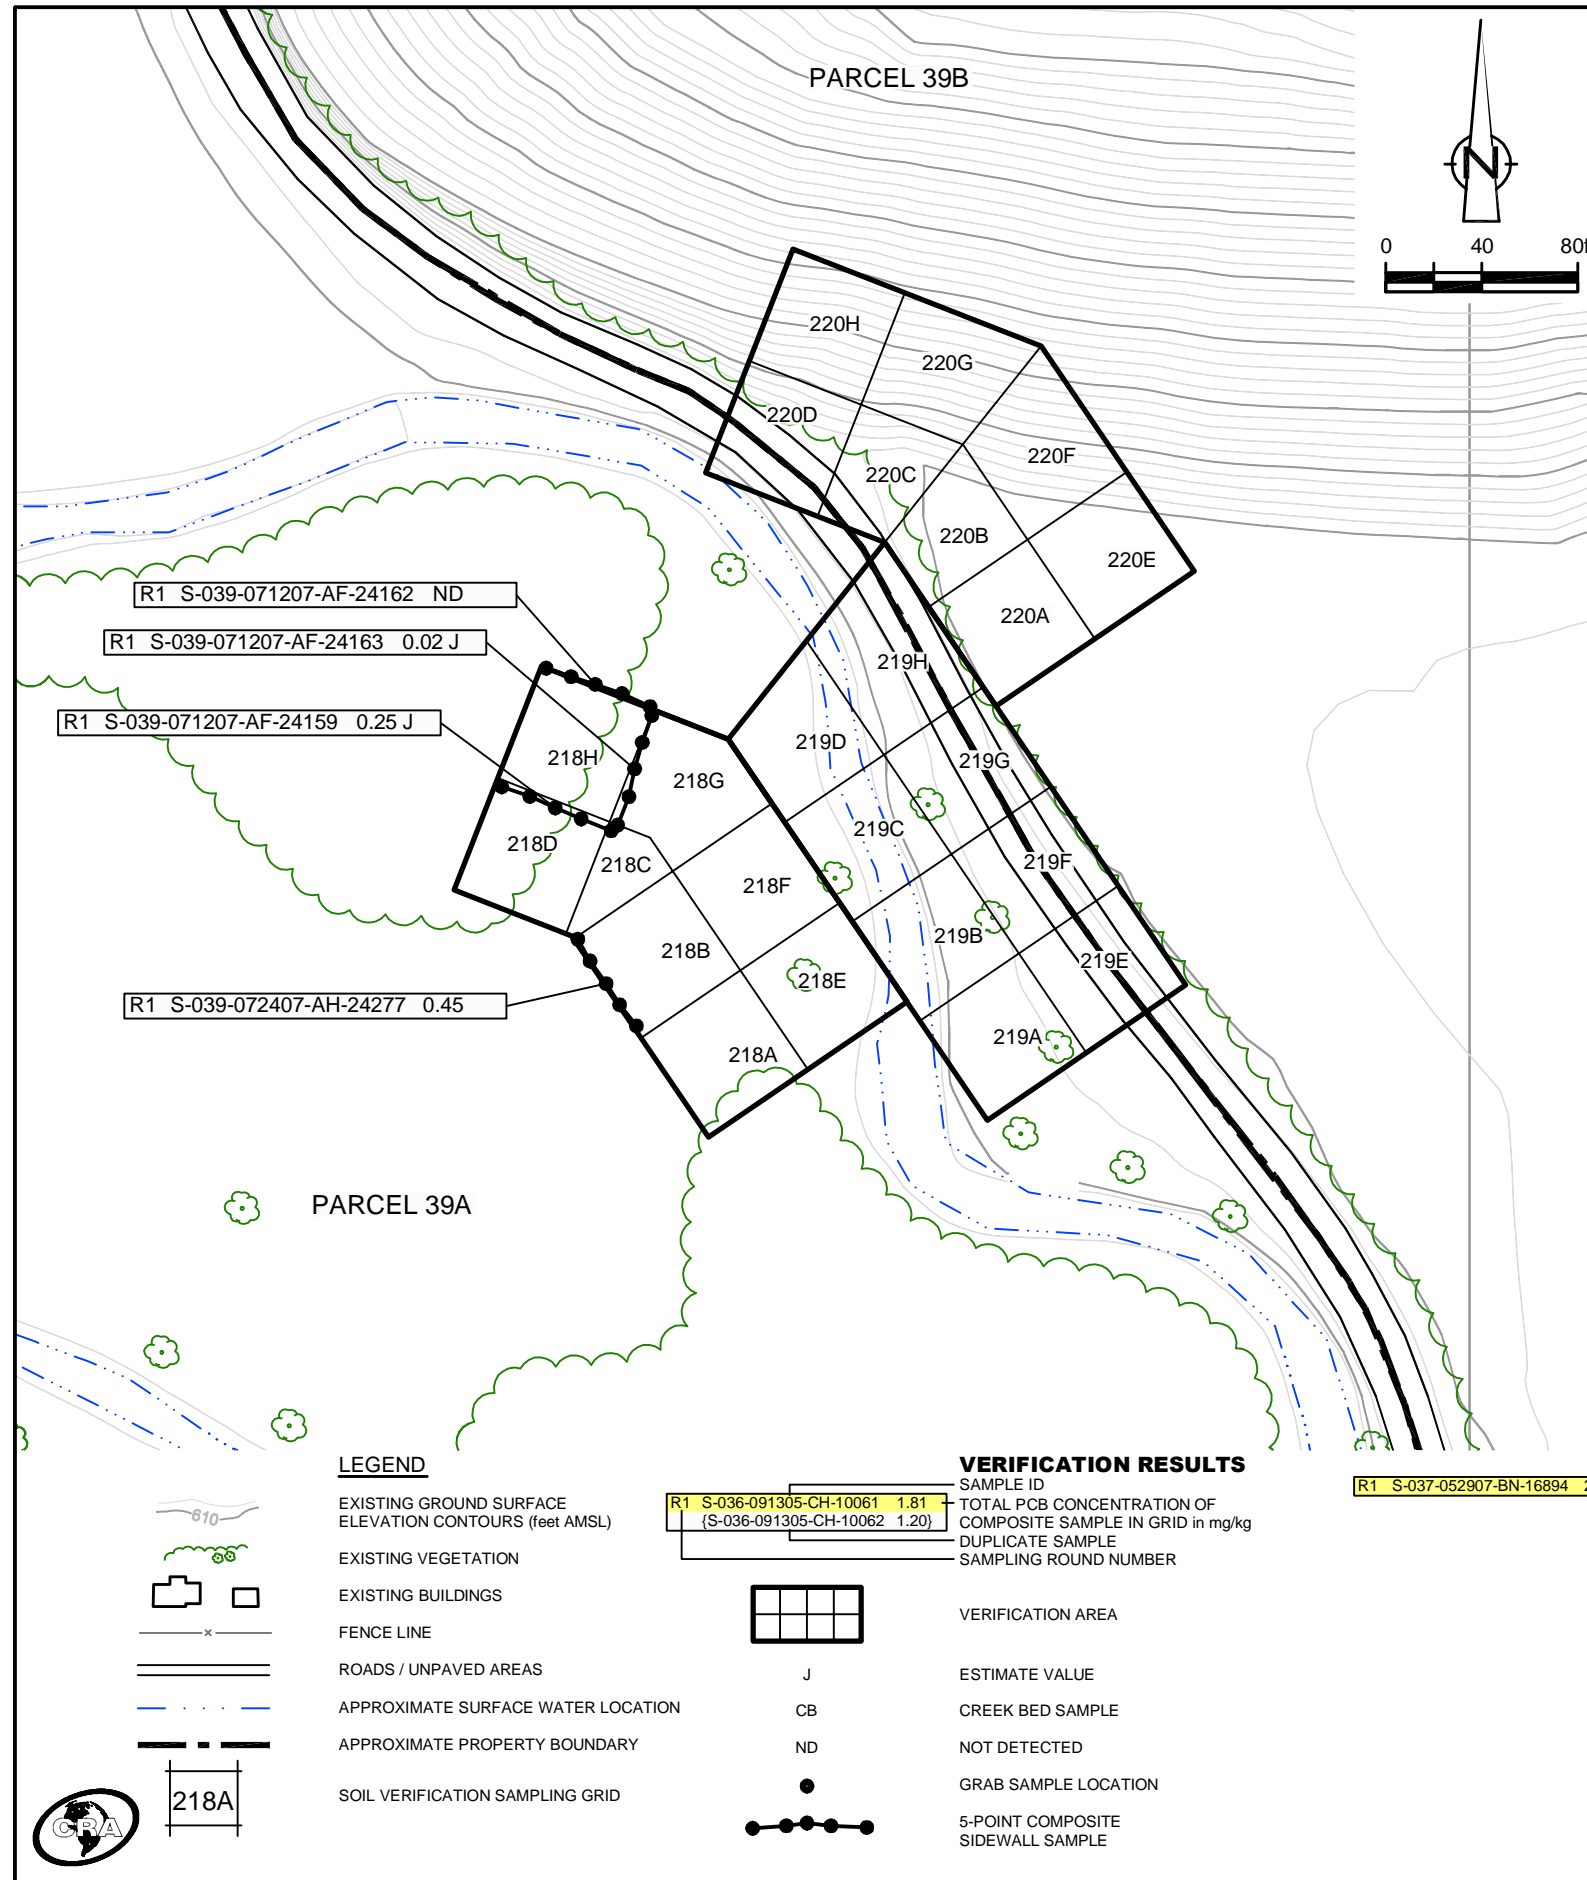 PARCEL 39B
N
0 40 80f
220H
220G
220D
220F
220C
220B
220E
220A
R1 S-039-071207-AF-24162 ND
R1 S-039-071207-AF-24163 0.02 J
R1 S-039-071207-AF-24159 0.25 J
219H
219D
219G
218H
218G
219C
218D
218C
218F
219F
218B
219B
218E
219E
R1 S-039-072407-AH-24277 0.45
219A
218A
PARCEL 39A
LEGEND
610
EXISTING GROUND SURFACE
ELEVATION CONTOURS (feet AMSL)
EXISTING VEGETATION
EXISTING BUILDINGS
x
FENCE LINE
ROADS / UNPAVED AREAS
APPROXIMATE SURFACE WATER LOCATION
APPROXIMATE PROPERTY BOUNDARY
218A
SOIL VERIFICATION SAMPLING GRID
CRA
VERIFICATION RESULTS
R1 S-036-091305-CH-10061 1.81
{S-036-091305-CH-10062 1.20}
SAMPLE ID
TOTAL PCB CONCENTRATION OF
COMPOSITE SAMPLE IN GRID in mg/kg
DUPLICATE SAMPLE
SAMPLING ROUND NUMBER
R1 S-037-052907-BN-16894
VERIFICATION AREA
J
ESTIMATE VALUE
CB
CREEK BED SAMPLE
ND
NOT DETECTED
GRAB SAMPLE LOCATION
5-POINT COMPOSITE
SIDEWALL SAMPLE